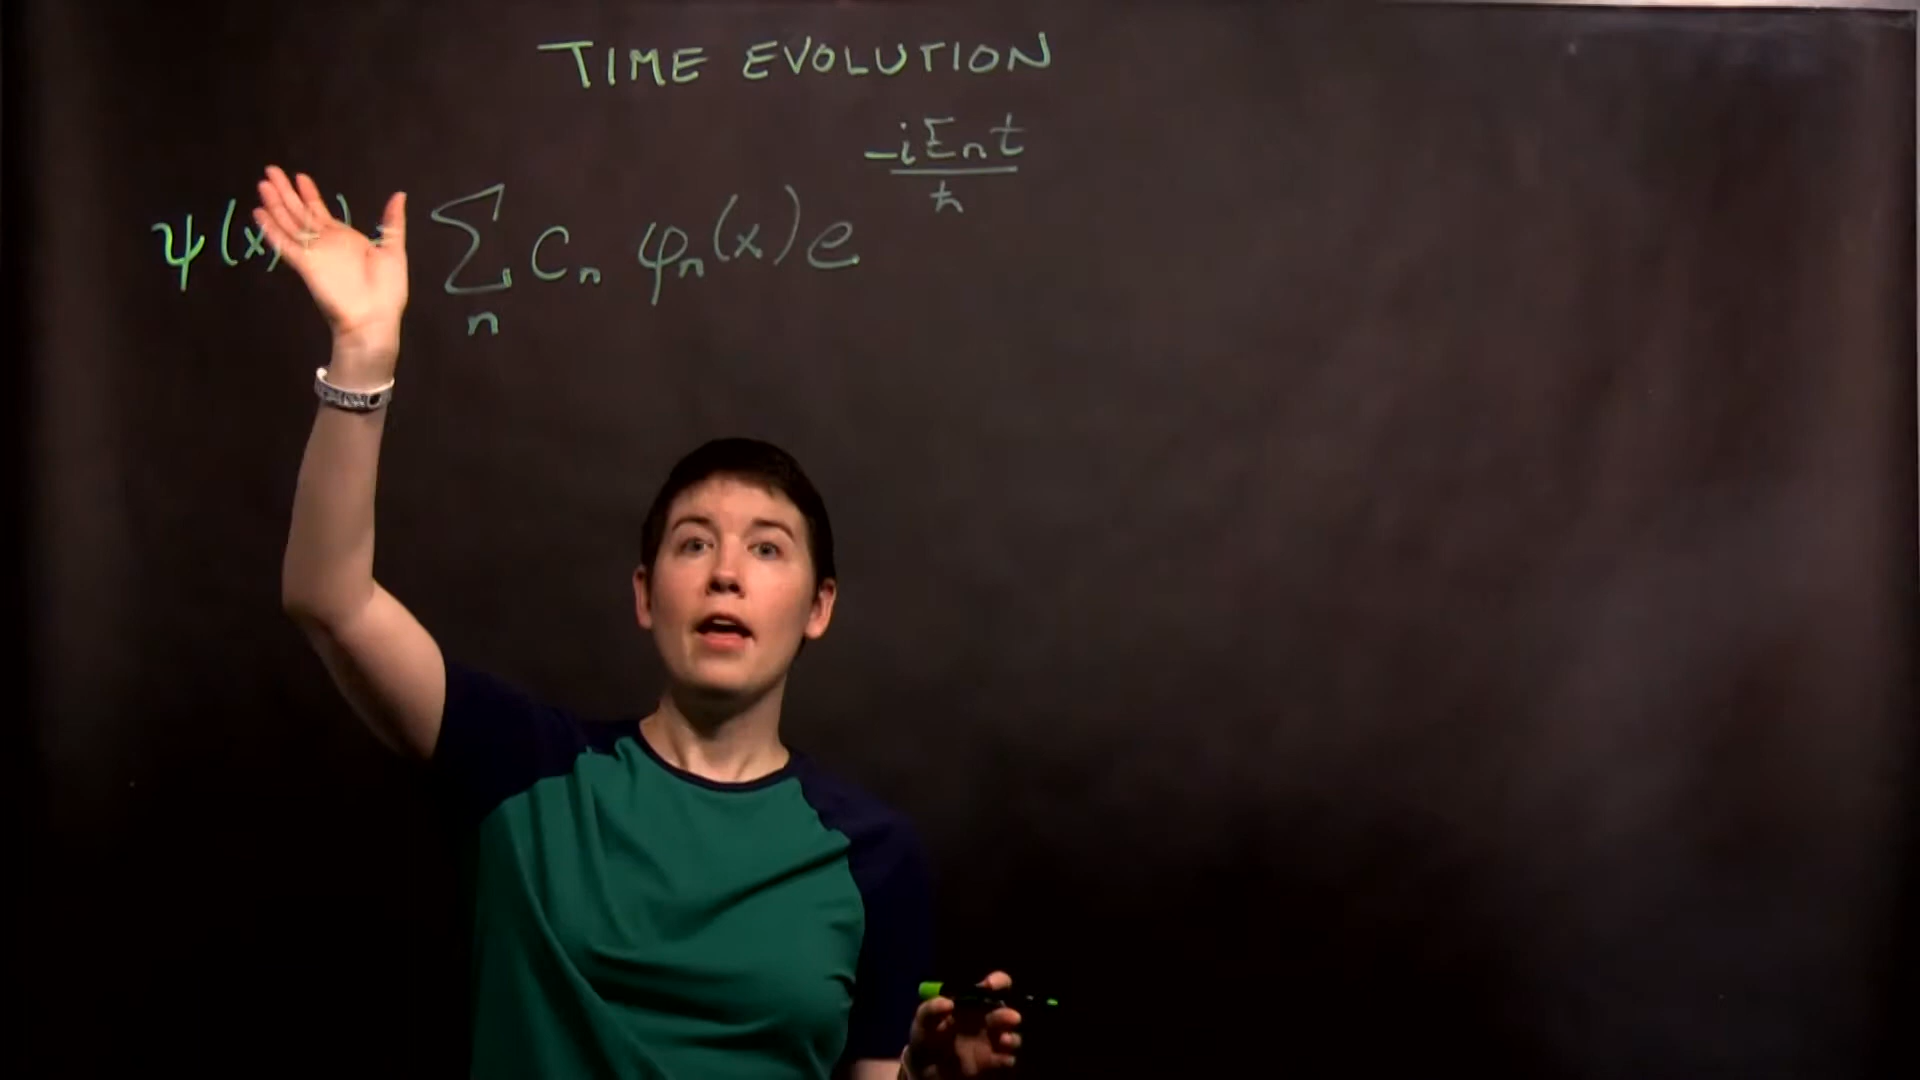 TIME EVOLUTION
ψ(x, ) = ∑ₙ cₙ φₙ(x) e^(-iEₙt/ħ)